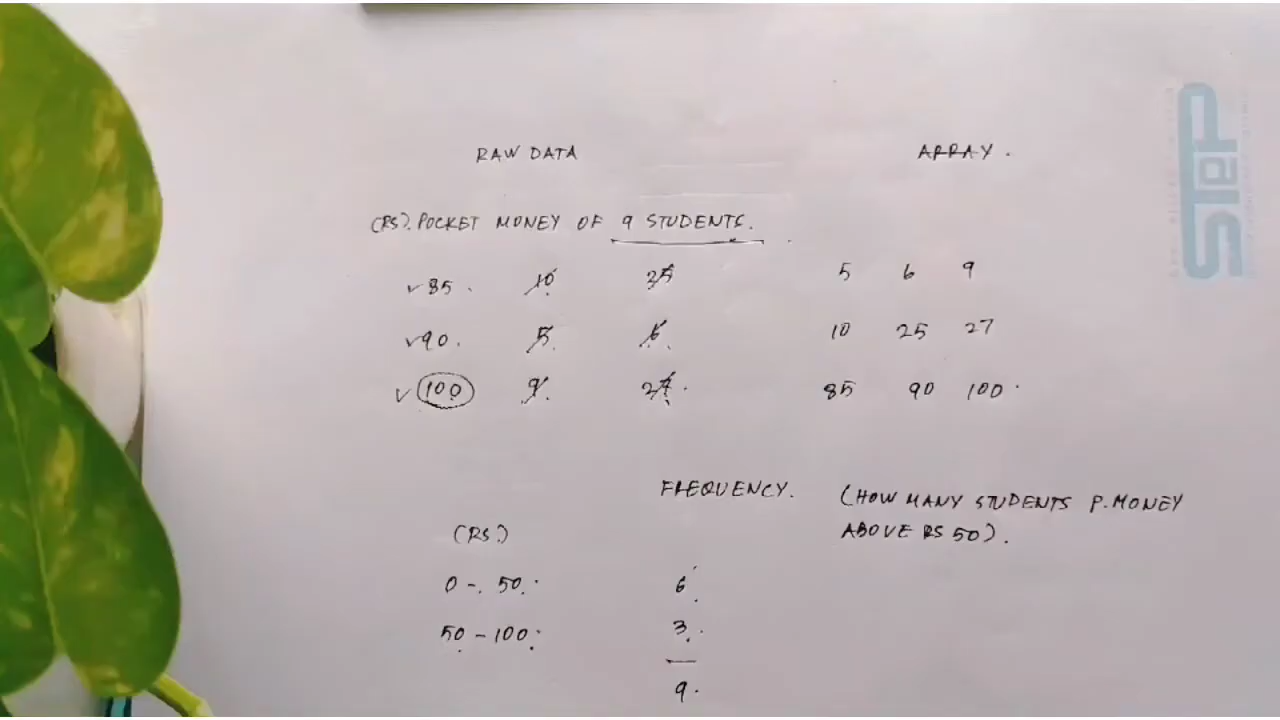 RAW DATA
ARRAY.
(RS). POCKET MONEY OF 9 STUDENTS.
85. 10 25
90. 5 6
100 9 27.
5 6 9
10 25 27
85 90 100.
FREQUENCY.
(HOW MANY STUDENTS P.MONEY
ABOVE RS 50).
(RS.)
0 - 50. 6
50 - 100. 3
9.
STaP